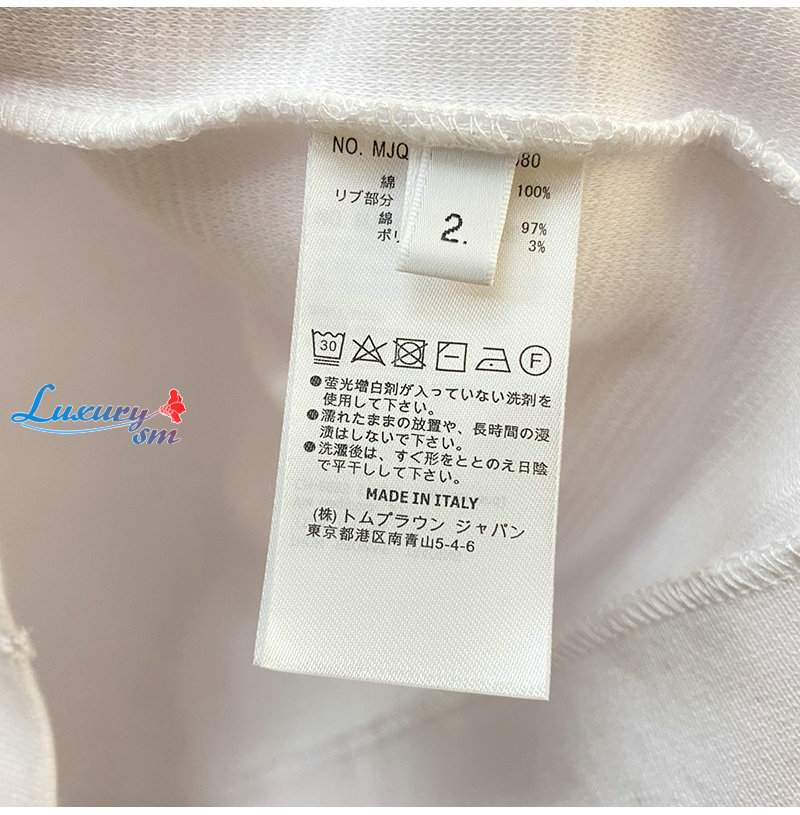 NO. MJQ 080
綿 100%
リブ部分
綿 97%
ポリ 3%
2.
30
F
●蛍光増白剤が入っていない洗剤を
使用して下さい。
●濡れたままの放置や、長時間の浸
漬はしないで下さい。
●洗濯後は、すぐ形をととのえ日陰
で平干しして下さい。
MADE IN ITALY
(株)トムブラウン ジャパン
東京都港区南青山5-4-6
Luxury
sm